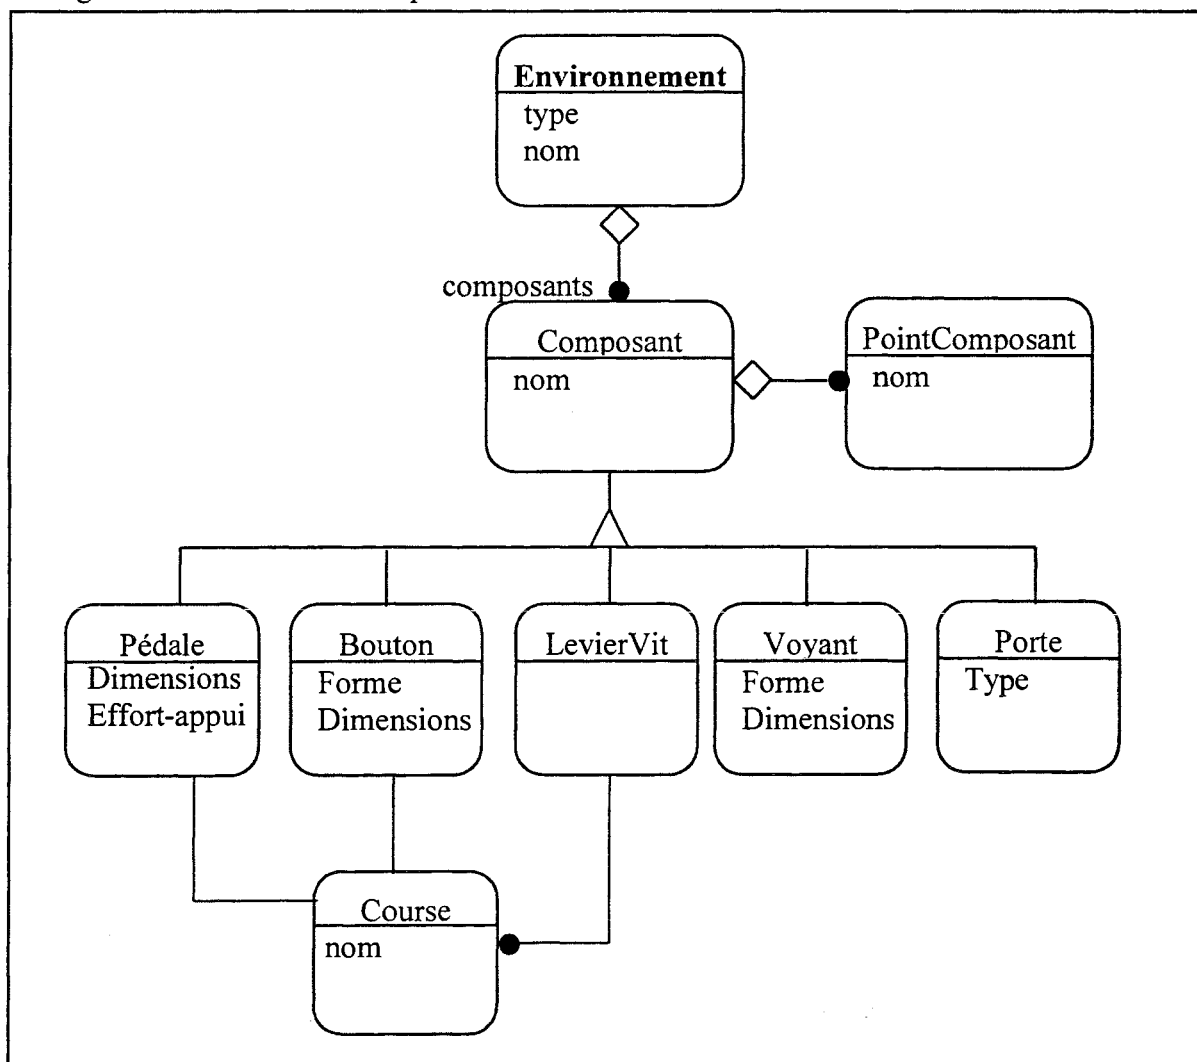 Environnement
type
nom
composants
Composant
nom
PointComposant
nom
Pédale
Dimensions
Effort-appui
Bouton
Forme
Dimensions
LevierVit
Voyant
Forme
Dimensions
Porte
Type
Course
nom